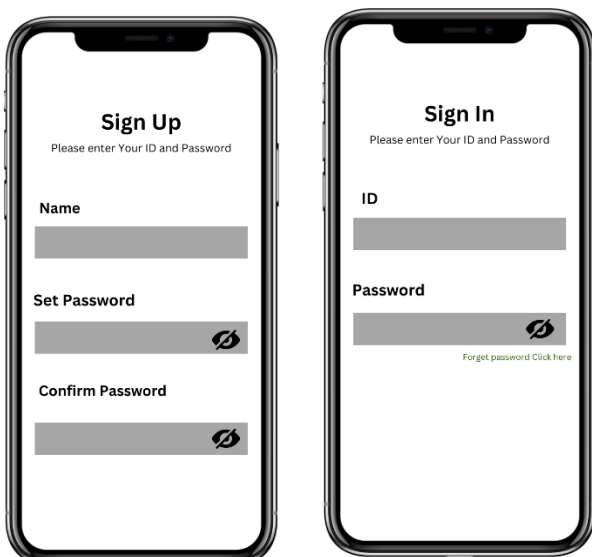 Sign Up
Please enter Your ID and Password
Name
Set Password
Confirm Password
Sign In
Please enter Your ID and Password
ID
Password
Forget password Click here